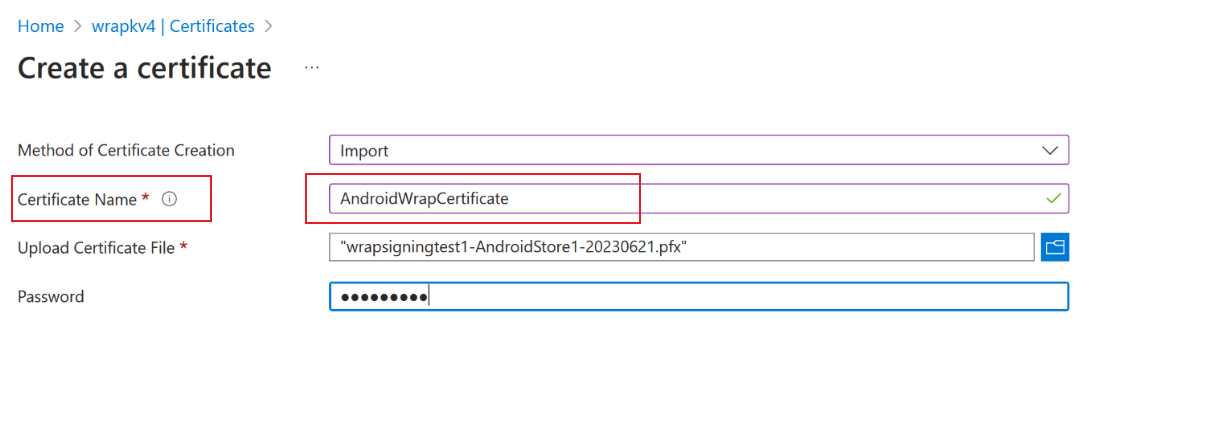 Home > wrapkv4 | Certificates >
Create a certificate ...
Method of Certificate Creation Import
Certificate Name * AndroidWrapCertificate
Upload Certificate File * "wrapsigningtest1-AndroidStore1-20230621.pfx"
Password ●●●●●●●●●